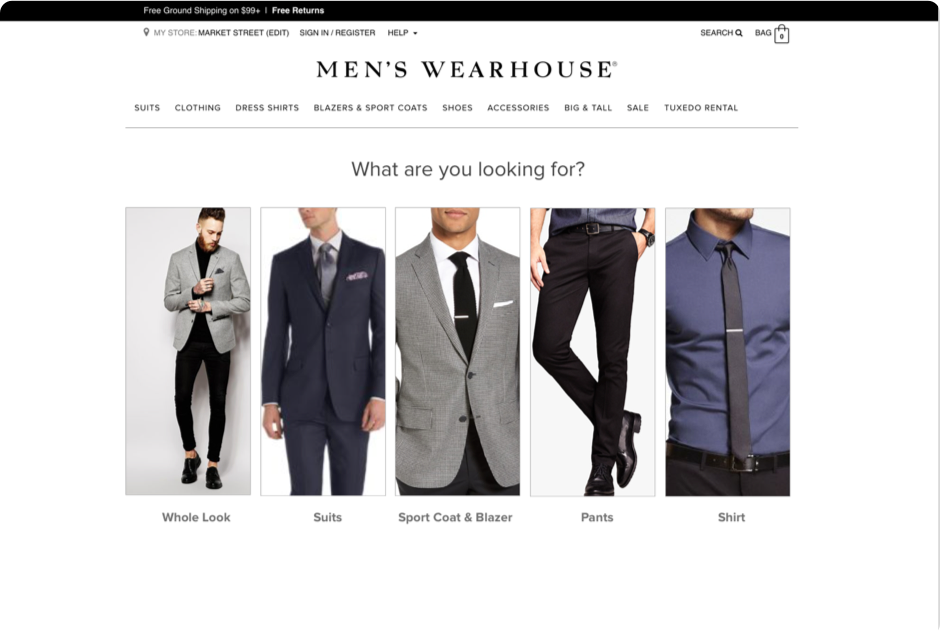 Free Ground Shipping on $99+ | Free Returns
MY STORE: MARKET STREET (EDIT) SIGN IN / REGISTER HELP SEARCH BAG 0
MEN'S WEARHOUSE®
SUITS CLOTHING DRESS SHIRTS BLAZERS & SPORT COATS SHOES ACCESSORIES BIG & TALL SALE TUXEDO RENTAL
What are you looking for?
Whole Look Suits Sport Coat & Blazer Pants Shirt